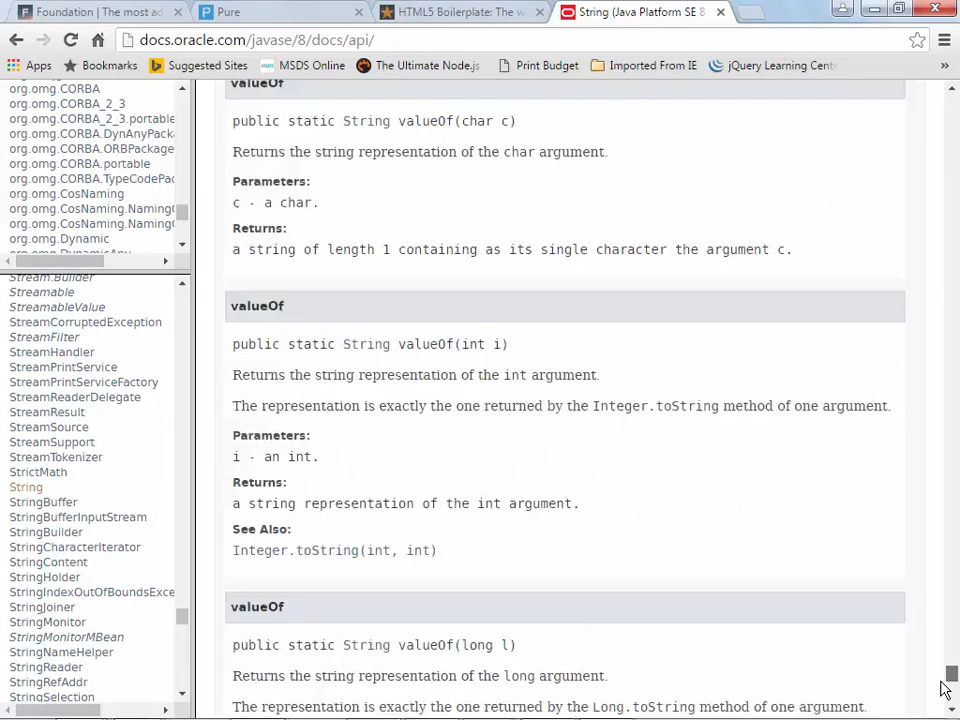 Foundation | The most ad
Pure
HTML5 Boilerplate: The w
String (Java Platform SE 8
docs.oracle.com/javase/8/docs/api/
Apps
Bookmarks
Suggested Sites
MSDS Online
The Ultimate Node.js
Print Budget
Imported From IE
jQuery Learning Cent
»
org.omg.CORBA
org.omg.CORBA_2_3
org.omg.CORBA_2_3.portable
org.omg.CORBA.DynAnyPack
org.omg.CORBA.ORBPackage
org.omg.CORBA.portable
org.omg.CORBA.TypeCodePac
org.omg.CosNaming
org.omg.CosNaming.NamingC
org.omg.CosNaming.NamingC
org.omg.Dynamic
org.omg.DynamicAny
Stream.Builder
Streamable
StreamableValue
StreamCorruptedException
StreamFilter
StreamHandler
StreamPrintService
StreamPrintServiceFactory
StreamReaderDelegate
StreamResult
StreamSource
StreamSupport
StreamTokenizer
StrictMath
String
StringBuffer
StringBufferInputStream
StringBuilder
StringCharacterIterator
StringContent
StringHolder
StringIndexOutOfBoundsExce
StringJoiner
StringMonitor
StringMonitorMBean
StringNameHelper
StringReader
StringRefAddr
StringSelection
valueOf
public static String valueOf(char c)
Returns the string representation of the char argument.
Parameters:
c - a char.
Returns:
a string of length 1 containing as its single character the argument c.
valueOf
public static String valueOf(int i)
Returns the string representation of the int argument.
The representation is exactly the one returned by the Integer.toString method of one argument.
Parameters:
i - an int.
Returns:
a string representation of the int argument.
See Also:
Integer.toString(int, int)
valueOf
public static String valueOf(long l)
Returns the string representation of the long argument.
The representation is exactly the one returned by the Long.toString method of one argument.